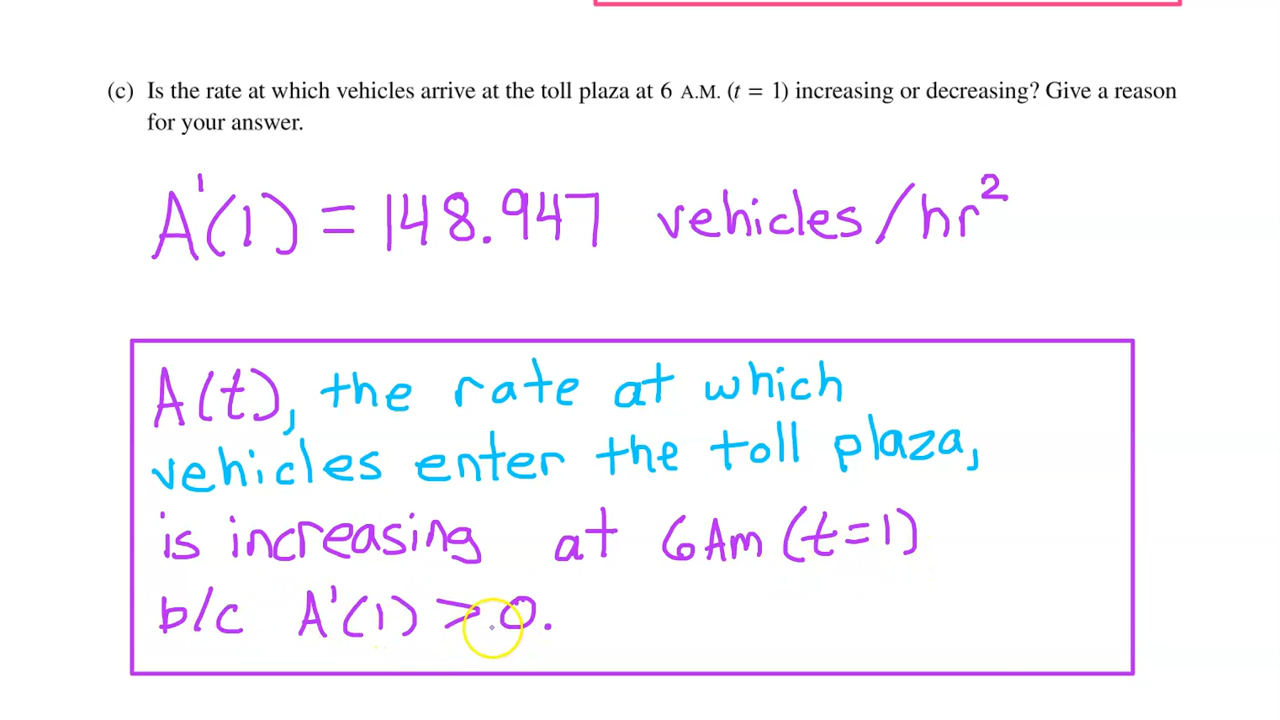 (c) Is the rate at which vehicles arrive at the toll plaza at 6 A.M. (t = 1) increasing or decreasing? Give a reason
for your answer.
A'(1) = 148.947 vehicles/hr²
A(t), the rate at which
vehicles enter the toll plaza,
is increasing at 6Am (t=1)
b/c A'(1) > 0.